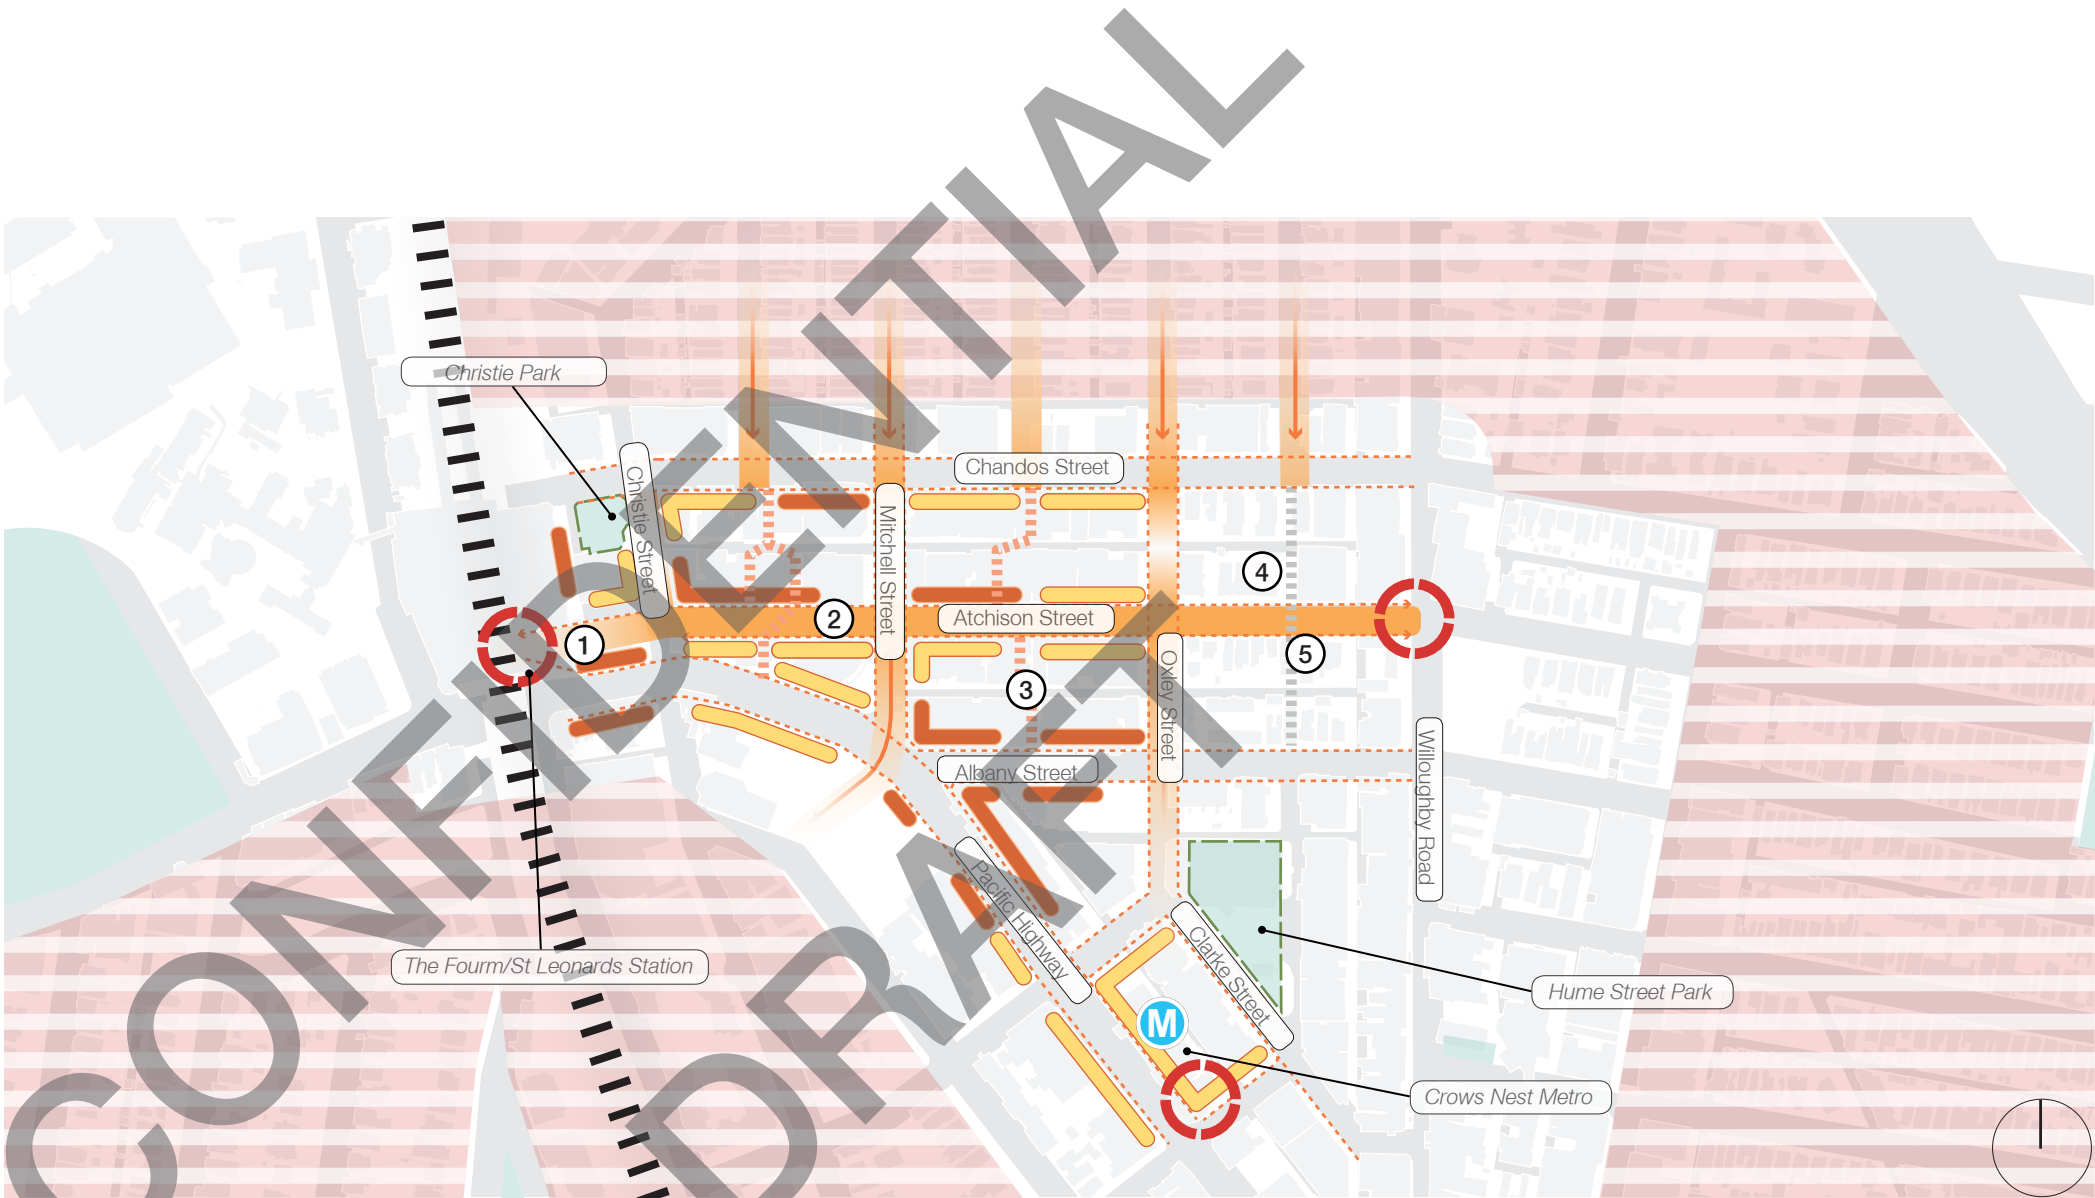 CONFIDENTIAL
DRAFT
Christie Park
Chandos Street
Christie Street
Mitchell Street
4
2
Atchison Street
1
5
3
Oxley Street
Albany Street
Willoughby Road
Pacific Highway
The Fourm/St Leonards Station
Clarke Street
Hume Street Park
M
Crows Nest Metro